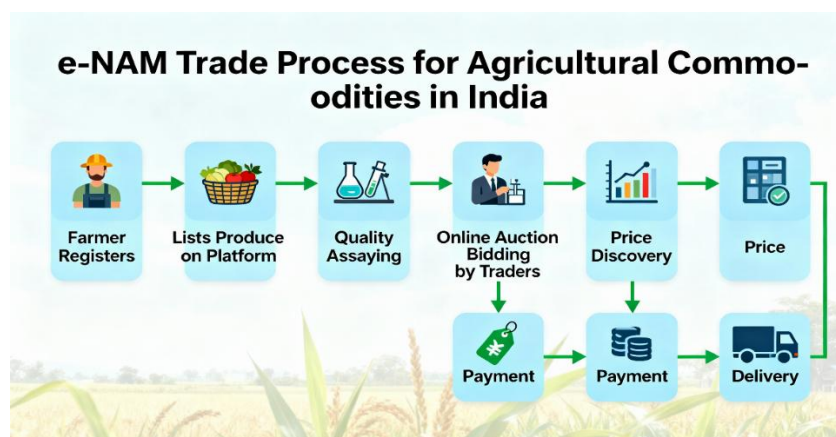 e-NAM Trade Process for Agricultural Commo-
odities in India
Farmer
Registers
Lists Produce
on Platform
Quality
Assaying
Online Auction
Bidding
by Traders
Price
Discovery
Price
¥
Payment
Payment
Delivery